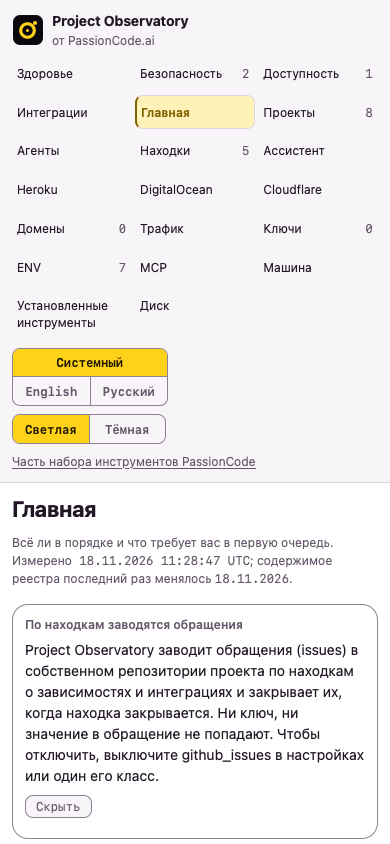 Project Observatory
от PassionCode.ai
Здоровье
Безопасность 2
Доступность 1
Интеграции
Главная
Проекты 8
Агенты
Находки 5
Ассистент
Heroku
DigitalOcean
Cloudflare
Домены 0
Трафик
Ключи 0
ENV 7
MCP
Машина
Установленные
инструменты
Диск
Системный
English
Русский
Светлая
Тёмная
Часть набора инструментов PassionCode
Главная
Всё ли в порядке и что требует вас в первую очередь.
Измерено 18.11.2026 11:28:47 UTC; содержимое
реестра последний раз менялось 18.11.2026.
По находкам заводятся обращения
Project Observatory заводит обращения (issues) в
собственном репозитории проекта по находкам
о зависимостях и интеграциях и закрывает их,
когда находка закрывается. Ни ключ, ни
значение в обращение не попадают. Чтобы
отключить, выключите github_issues в настройках
или один его класс.
Скрыть